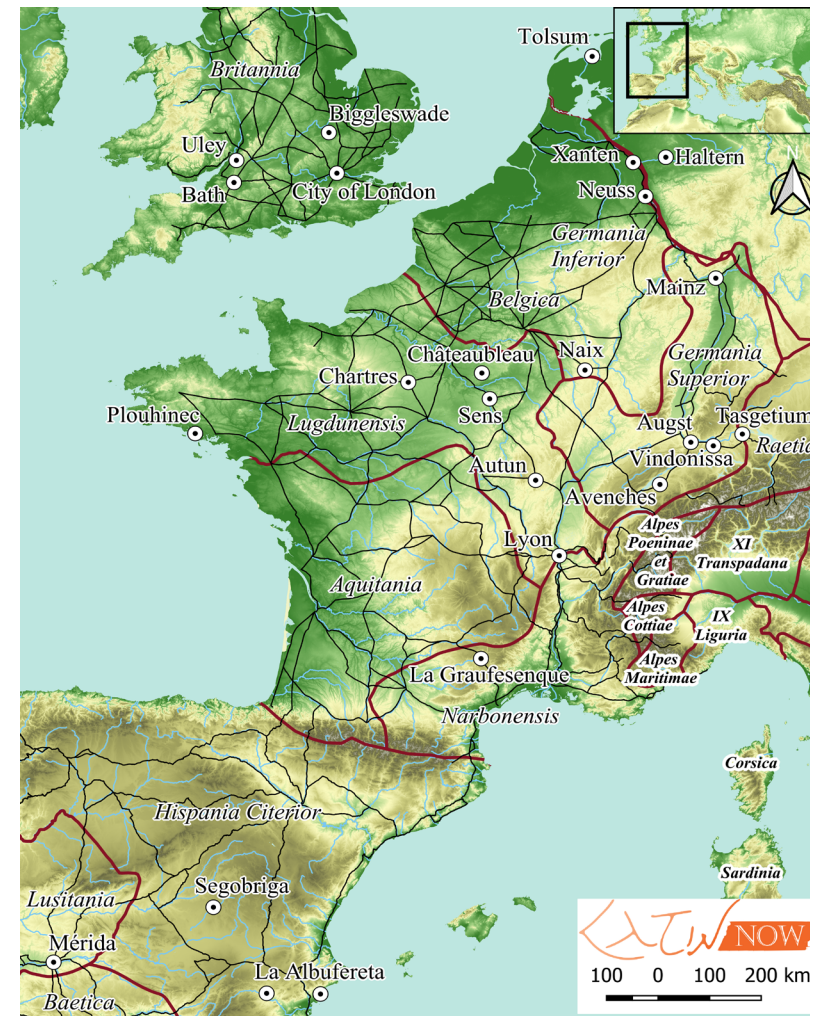 Tolsum
Britannia
Biggleswade
Uley
Xanten
Haltern
N
Bath
City of London
Neuss
Germania
Inferior
Mainz
Belgica
Châteaubleau
Naix
Germania
Superior
Chartres
Plouhinec
Lugdunensis
Sens
Augst
Tasgetium
Raetia
Vindonissa
Autun
Avenches
Lyon
Alpes
Poeninae
et
Gratiae
XI
Transpadana
Aquitania
Alpes
Cottiae
IX
Liguria
La Graufesenque
Alpes
Maritimae
Narbonensis
Corsica
Hispania Citerior
Sardinia
Segobriga
Lusitania
Mérida
LATIN NOW
La Albufereta
Baetica
100 0 100 200 km